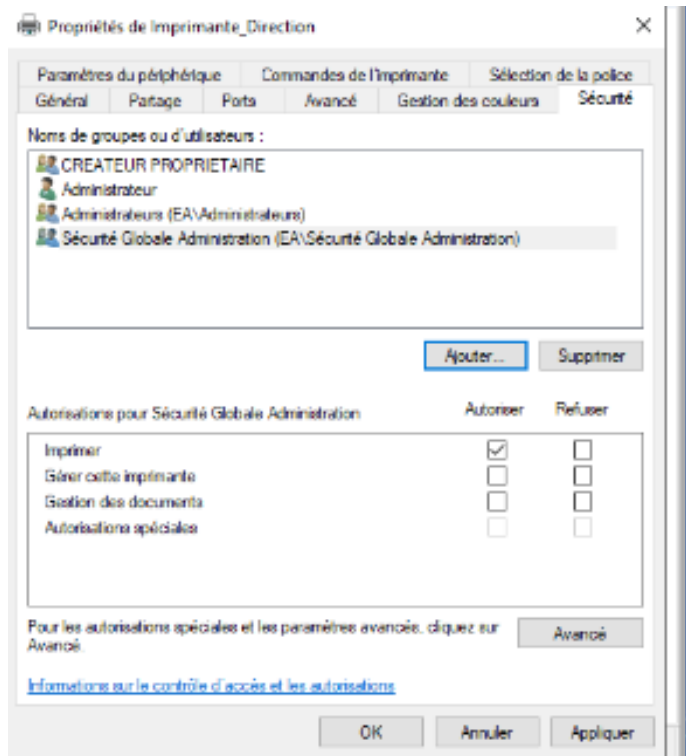 Propriétés de Imprimante_Direction
Paramètres du périphérique Commandes de l'imprimante Sélection de la police
Général Partage Ports Avancé Gestion des couleurs Sécurité
Noms de groupes ou d'utilisateurs :
CREATEUR PROPRIETAIRE
Administrateur
Administrateurs (EA\Administrateurs)
Sécurité Globale Administration (EA\Sécurité Globale Administration)
Ajouter... Supprimer
Autorisations pour Sécurité Globale Administration Autoriser Refuser
Imprimer
Gérer cette imprimante
Gestion des documents
Autorisations spéciales
Pour les autorisations spéciales et les paramètres avancés, cliquez sur
Avancé.
Avancé
Informations sur le contrôle d'accès et les autorisations
OK Annuler Appliquer